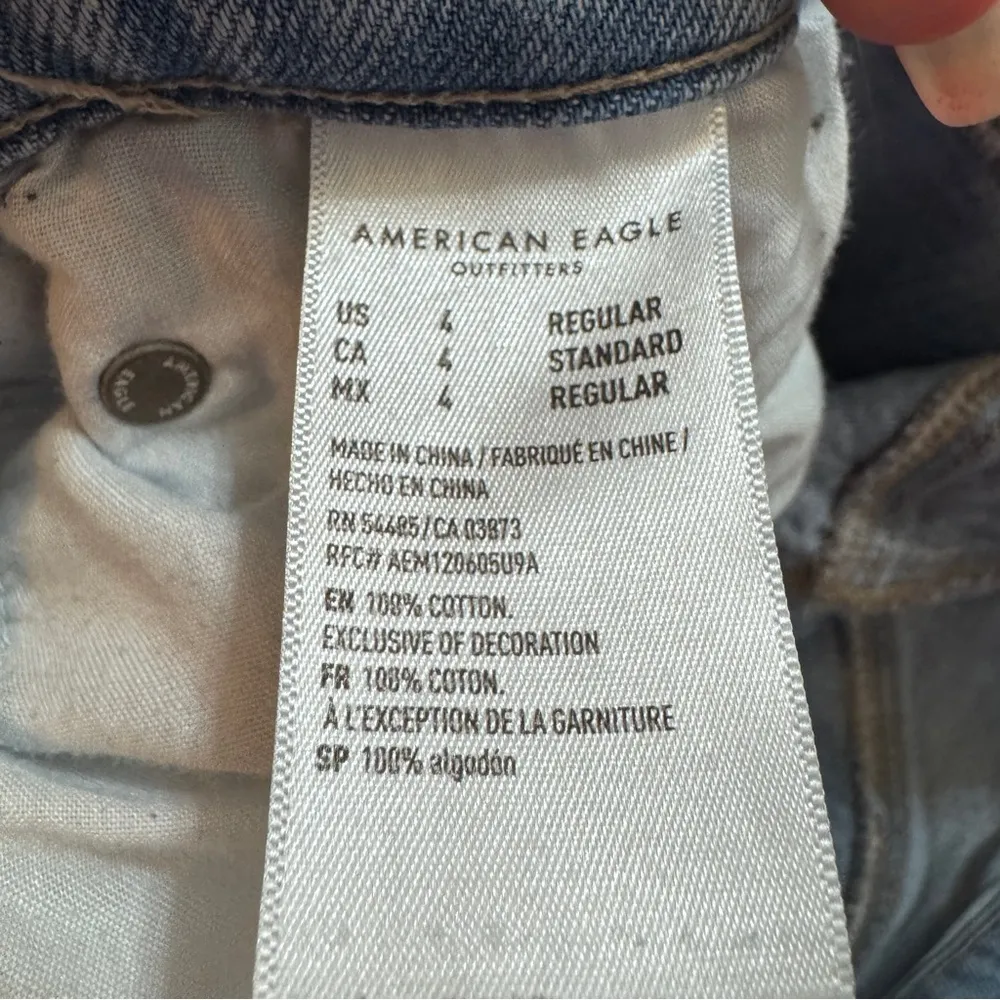 AMERICAN EAGLE
OUTFITTERS
US 4 REGULAR
CA 4 STANDARD
MX 4 REGULAR
MADE IN CHINA / FABRIQUÉ EN CHINE /
HECHO EN CHINA
RN 54485 / CA 03873
RFC# AEM120605U9A
EN 100% COTTON.
EXCLUSIVE OF DECORATION
FR 100% COTON.
À L'EXCEPTION DE LA GARNITURE
SP 100% algodón
AMERICAN
EAGLE